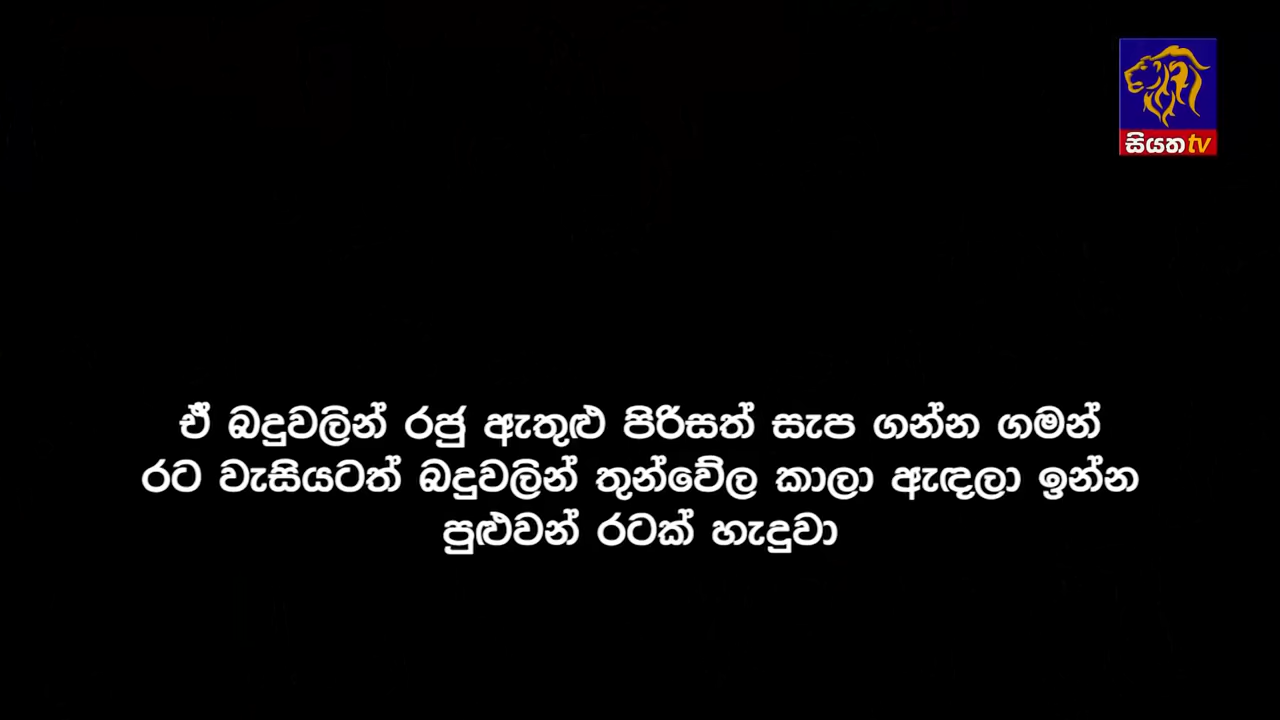 සියත tv
ඒ බදුවලින් රජු ඇතුළු පිරිසත් සැප ගන්න ගමන්
රට වැසියටත් බදුවලින් තුන්වේල කාලා ඇඳලා ඉන්න
පුළුවන් රටක් හැදුවා